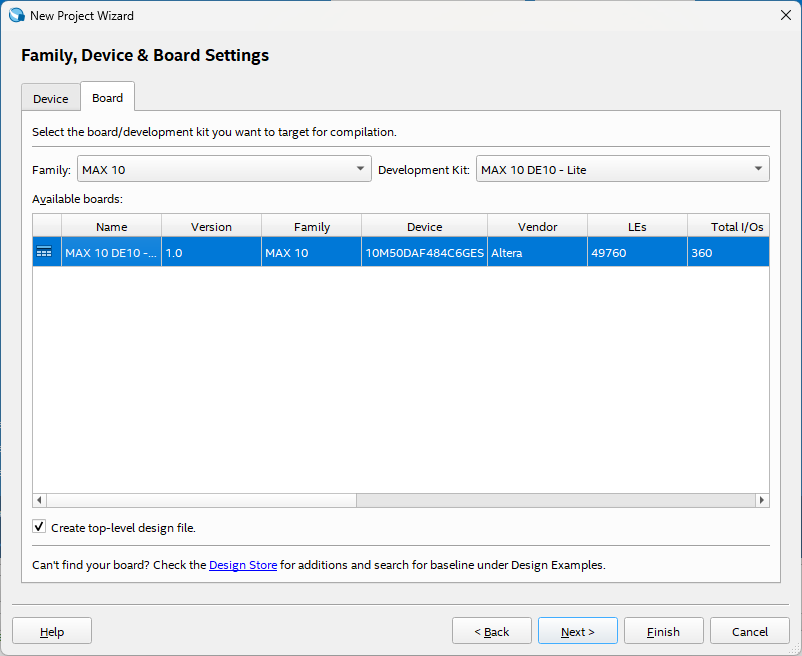 New Project Wizard
Family, Device & Board Settings
Device Board
Select the board/development kit you want to target for compilation.
Family: MAX 10 Development Kit: MAX 10 DE10 - Lite
Available boards:
Name Version Family Device Vendor LEs Total I/Os
MAX 10 DE10 -... 1.0 MAX 10 10M50DAF484C6GES Altera 49760 360
Create top-level design file.
Can't find your board? Check the Design Store for additions and search for baseline under Design Examples.
Help < Back Next > Finish Cancel